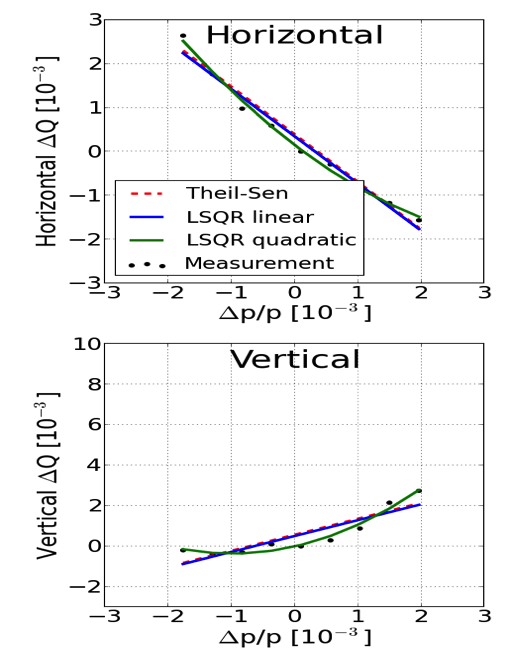 Horizontal
Horizontal ΔQ [10⁻³]
3
2
1
0
−1
−2
−3
Theil-Sen
LSQR linear
LSQR quadratic
Measurement
−3 −2 −1 0 1 2 3
Δp/p [10⁻³]
Vertical
Vertical ΔQ [10⁻³]
10
8
6
4
2
0
−2
−3 −2 −1 0 1 2 3
Δp/p [10⁻³]